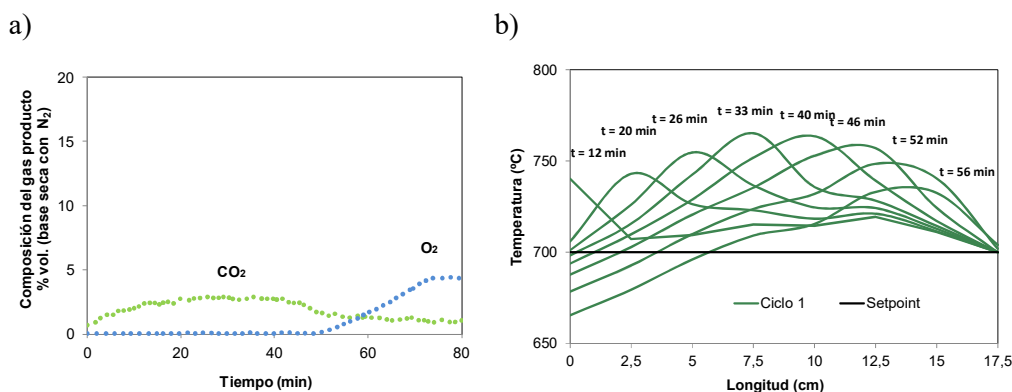 a)
Composición del gas producto
% vol. (base seca con N₂)
20
15
10
5
0
CO₂
O₂
0 20 40 60 80
Tiempo (min)
b)
Temperatura (ºC)
800
750
700
650
t = 12 min
t = 20 min
t = 26 min
t = 33 min
t = 40 min
t = 46 min
t = 52 min
t = 56 min
Ciclo 1
Setpoint
0 2,5 5 7,5 10 12,5 15 17,5
Longitud (cm)